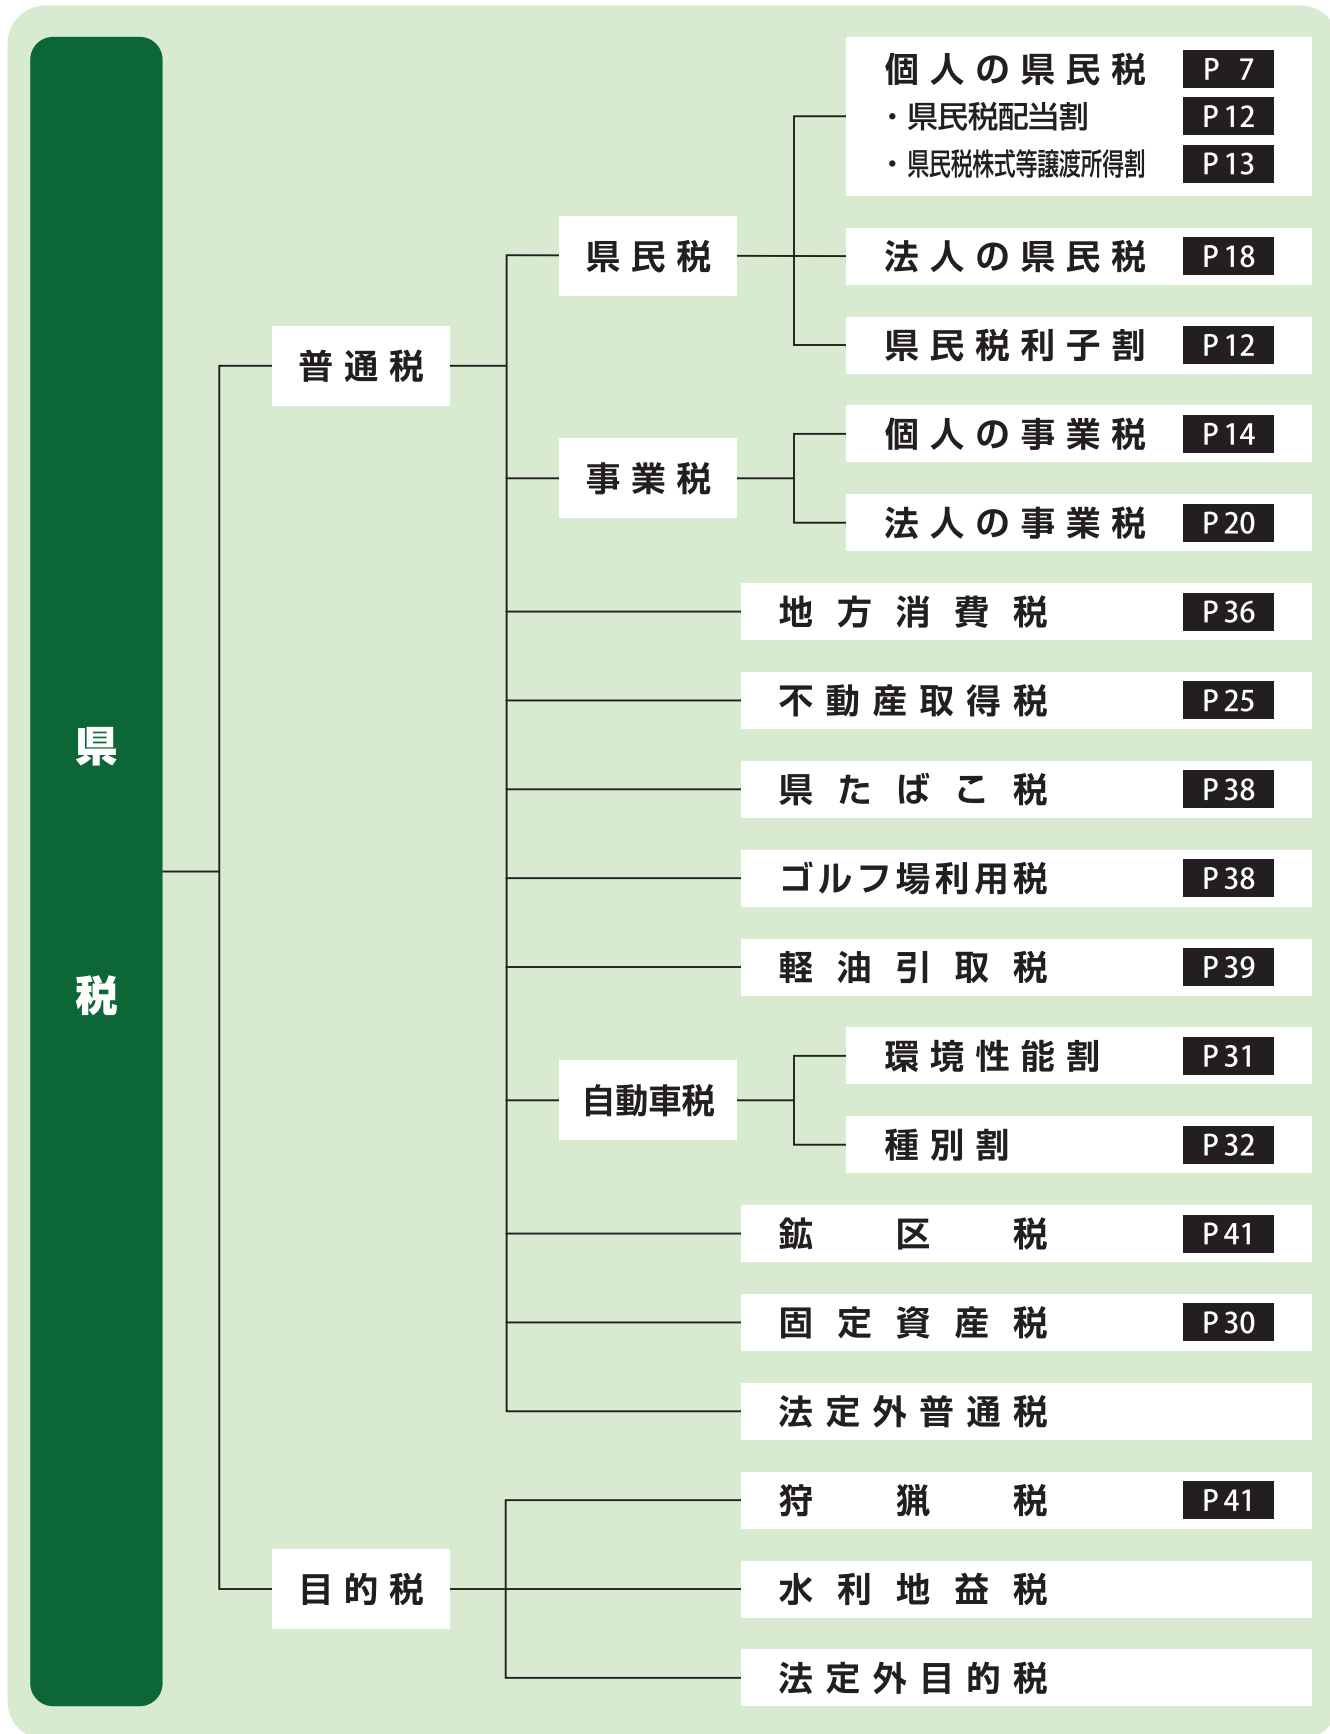 県税
普通税
県民税
個人の県民税 P 7
・県民税配当割 P12
・県民税株式等譲渡所得割 P13
法人の県民税 P18
県民税利子割 P12
事業税
個人の事業税 P14
法人の事業税 P20
地方消費税 P36
不動産取得税 P25
県たばこ税 P38
ゴルフ場利用税 P38
軽油引取税 P39
自動車税
環境性能割 P31
種別割 P32
鉱区税 P41
固定資産税 P30
法定外普通税
目的税
狩猟税 P41
水利地益税
法定外目的税